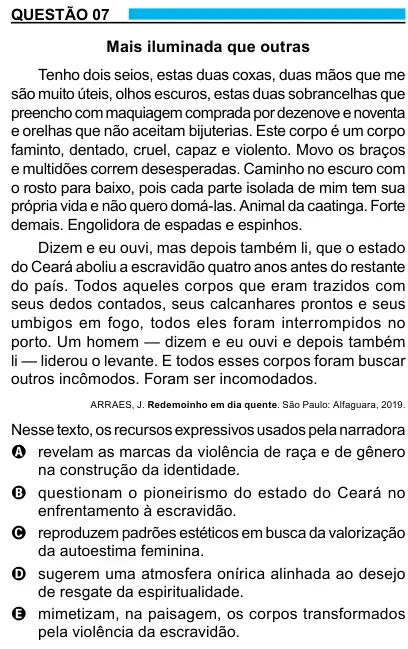 QUESTÃO 07
Mais iluminada que outras
Tenho dois seios, estas duas coxas, duas mãos que me
são muito úteis, olhos escuros, estas duas sobrancelhas que
preencho com maquiagem comprada por dezenove e noventa
e orelhas que não aceitam bijuterias. Este corpo é um corpo
faminto, dentado, cruel, capaz e violento. Movo os braços
e multidões correm desesperadas. Caminho no escuro com
o rosto para baixo, pois cada parte isolada de mim tem sua
própria vida e não quero domá-las. Animal da caatinga. Forte
demais. Engolidora de espadas e espinhos.
Dizem e eu ouvi, mas depois também li, que o estado
do Ceará aboliu a escravidão quatro anos antes do restante
do país. Todos aqueles corpos que eram trazidos com
seus dedos contados, seus calcanhares prontos e seus
umbigos em fogo, todos eles foram interrompidos no
porto. Um homem — dizem e eu ouvi e depois também
li — liderou o levante. E todos esses corpos foram buscar
outros incômodos. Foram ser incomodados.
ARRAES, J. Redemoinho em dia quente. São Paulo: Alfaguara, 2019.
Nesse texto, os recursos expressivos usados pela narradora
A revelam as marcas da violência de raça e de gênero
na construção da identidade.
B questionam o pioneirismo do estado do Ceará no
enfrentamento à escravidão.
C reproduzem padrões estéticos em busca da valorização
da autoestima feminina.
D sugerem uma atmosfera onírica alinhada ao desejo
de resgate da espiritualidade.
E mimetizam, na paisagem, os corpos transformados
pela violência da escravidão.